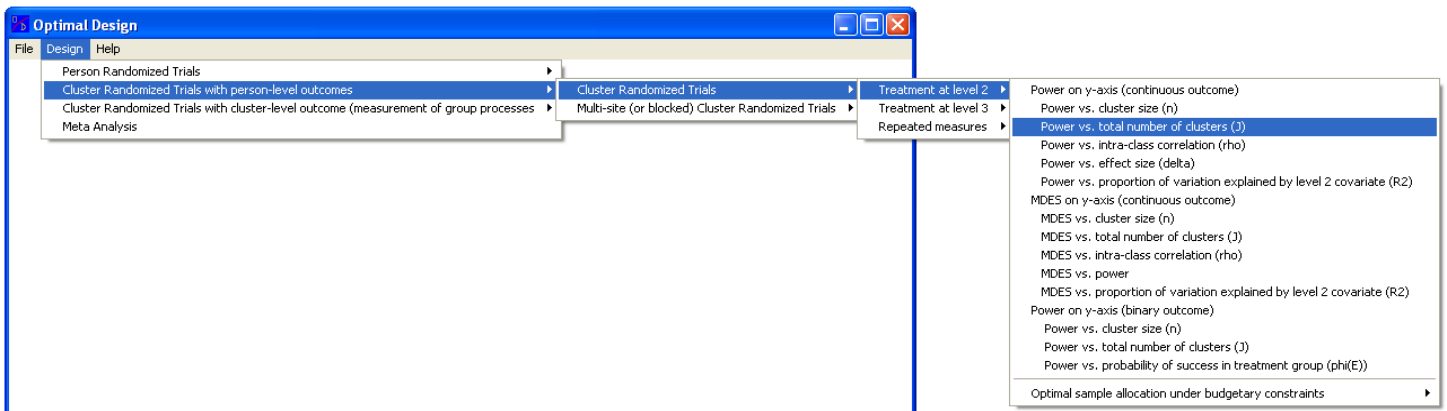 Optimal Design
File Design Help
Person Randomized Trials
Cluster Randomized Trials with person-level outcomes
Cluster Randomized Trials with cluster-level outcome (measurement of group processes
Meta Analysis
Cluster Randomized Trials
Multi-site (or blocked) Cluster Randomized Trials
Treatment at level 2
Treatment at level 3
Repeated measures
Power on y-axis (continuous outcome)
Power vs. cluster size (n)
Power vs. total number of clusters (J)
Power vs. intra-class correlation (rho)
Power vs. effect size (delta)
Power vs. proportion of variation explained by level 2 covariate (R2)
MDES on y-axis (continuous outcome)
MDES vs. cluster size (n)
MDES vs. total number of clusters (J)
MDES vs. intra-class correlation (rho)
MDES vs. power
MDES vs. proportion of variation explained by level 2 covariate (R2)
Power on y-axis (binary outcome)
Power vs. cluster size (n)
Power vs. total number of clusters (J)
Power vs. probability of success in treatment group (phi(E))
Optimal sample allocation under budgetary constraints